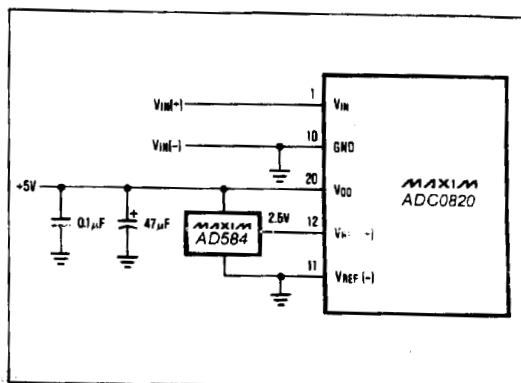 VIN(+)
1
VIN
VIN(−)
10
GND
MAXIM
ADC0820
+5V
20
VDD
0.1µF
+
47µF
MAXIM
AD584
2.5V
12
11
VREF (−)